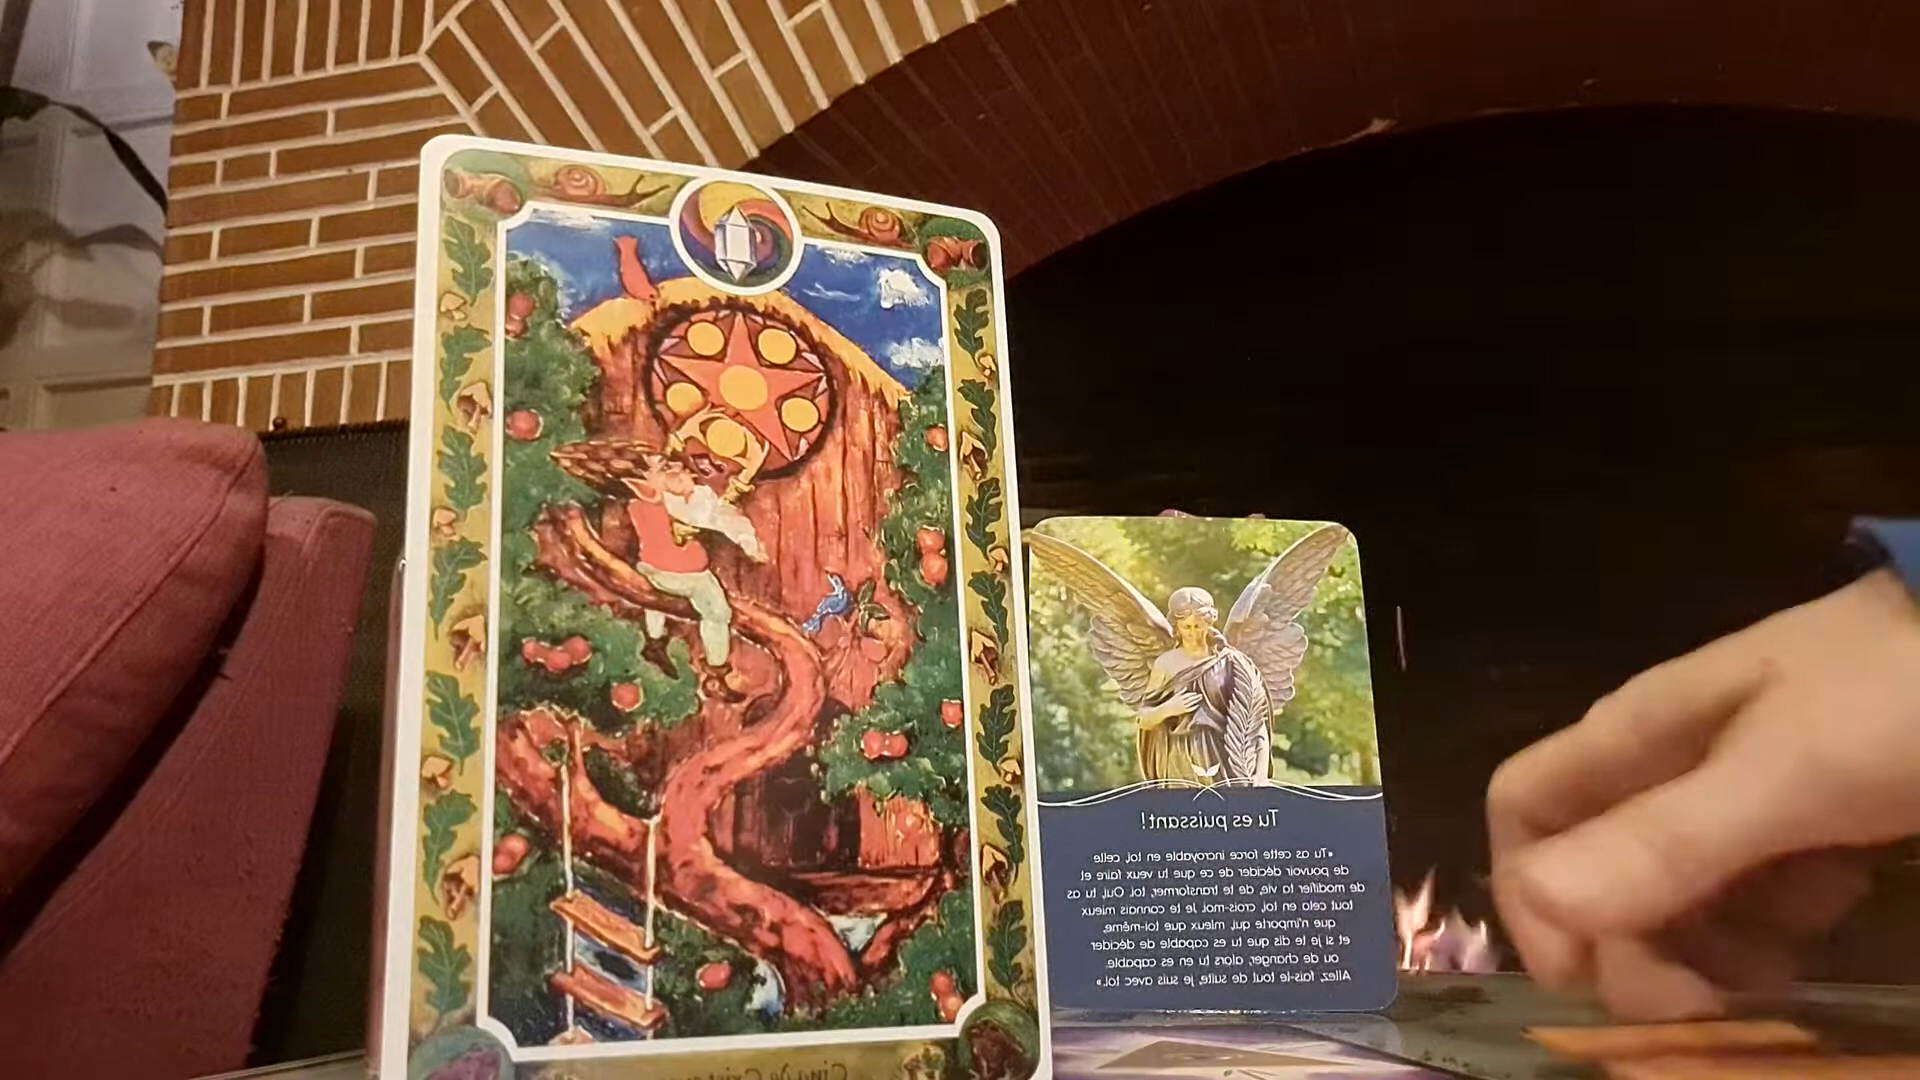 Tu es puissant!
«Tu as cette force incroyable en toi, celle
de pouvoir décider de ce que tu veux faire et
de modifier ta vie, de te transformer, toi. Oui, tu as
tout cela en toi, crois-moi. Je te connais mieux
que n'importe qui, mieux que toi-même,
et si je te dis que tu es capable de décider
ou de changer, alors tu en es capable.
Allez, fais-le tout de suite, je suis avec toi.»
Cinq de